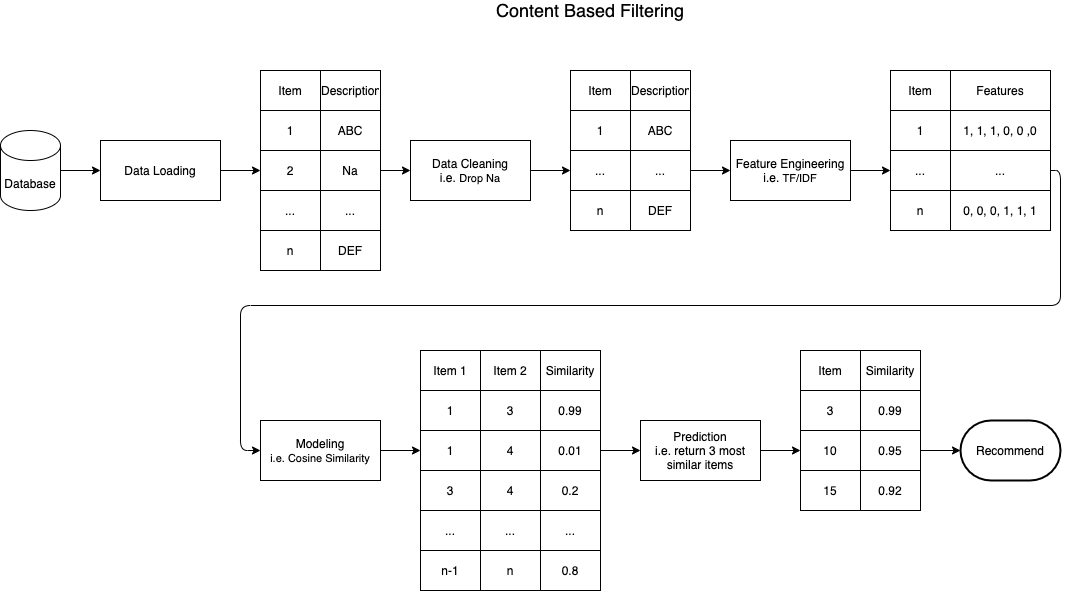 Content Based Filtering
Database
Data Loading
Item Description
1 ABC
2 Na
... ...
n DEF
Data Cleaning
i.e. Drop Na
Item Description
1 ABC
... ...
n DEF
Feature Engineering
i.e. TF/IDF
Item Features
1 1, 1, 1, 0, 0 ,0
... ...
n 0, 0, 0, 1, 1, 1
Modeling
i.e. Cosine Similarity
Item 1 Item 2 Similarity
1 3 0.99
1 4 0.01
3 4 0.2
... ... ...
n-1 n 0.8
Prediction
i.e. return 3 most
similar items
Item Similarity
3 0.99
10 0.95
15 0.92
Recommend